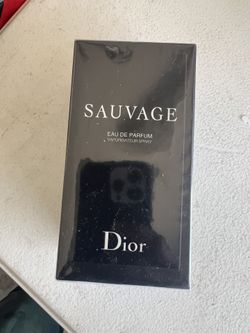 SAUVAGE
EAU DE PARFUM
VAPORISATEUR SPRAY
Dior